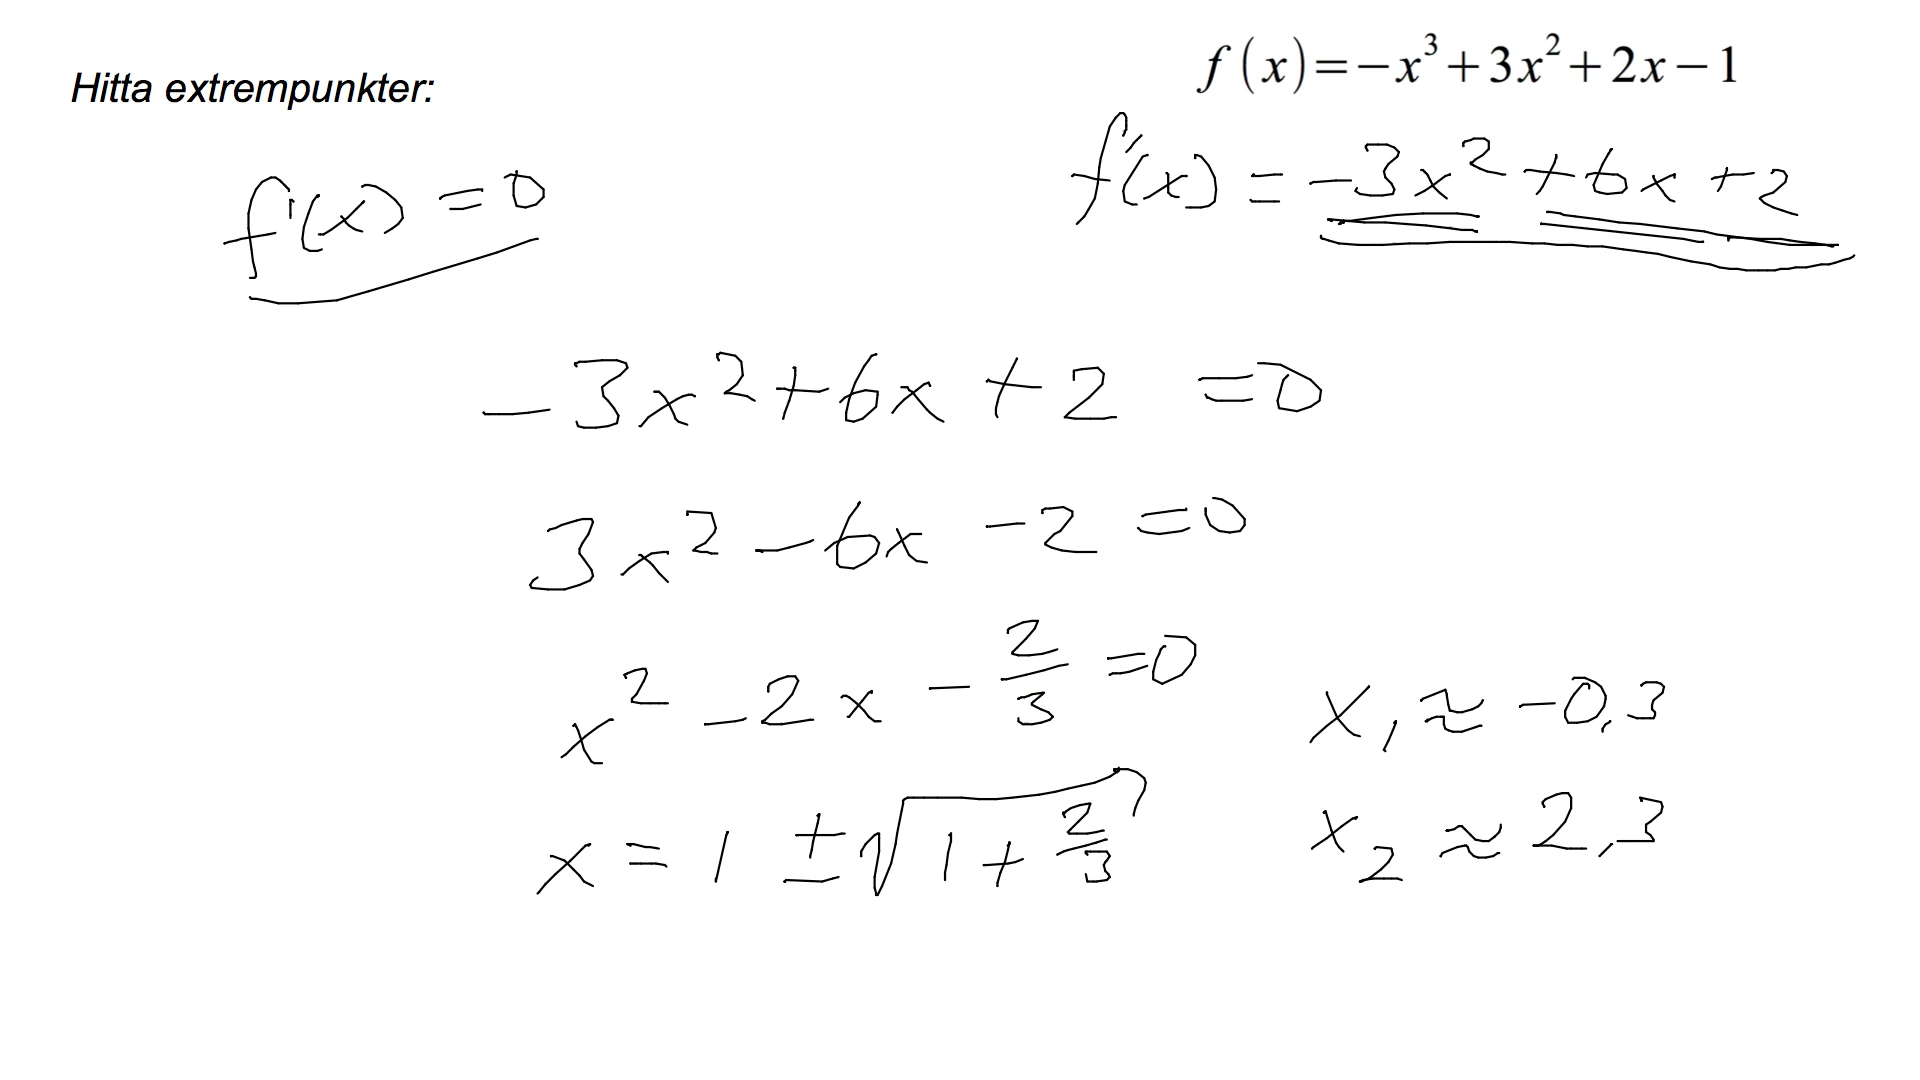 f(x)=−x³+3x²+2x−1
Hitta extrempunkter:
f'(x) = −3x² + 6x + 2
f'(x) = 0
−3x² + 6x + 2 = 0
3x² − 6x − 2 = 0
x² − 2x − 2/3 = 0
x₁ ≈ −0,3
x = 1 ± √(1 + 2/3)
x₂ ≈ 2,3